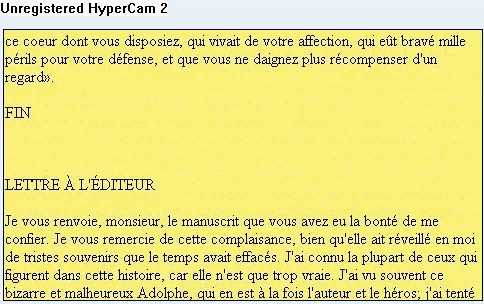 Unregistered HyperCam 2
ce coeur dont vous disposiez, qui vivait de votre affection, qui eût bravé mille
périls pour votre défense, et que vous ne daignez plus récompenser d'un
regard».
FIN
LETTRE À L'ÉDITEUR
Je vous renvoie, monsieur, le manuscrit que vous avez eu la bonté de me
confier. Je vous remercie de cette complaisance, bien qu'elle ait réveillé en moi
de tristes souvenirs que le temps avait effacés. J'ai connu la plupart de ceux qui
figurent dans cette histoire, car elle n'est que trop vraie. J'ai vu souvent ce
bizarre et malheureux Adolphe, qui en est à la fois l'auteur et le héros; j'ai tenté